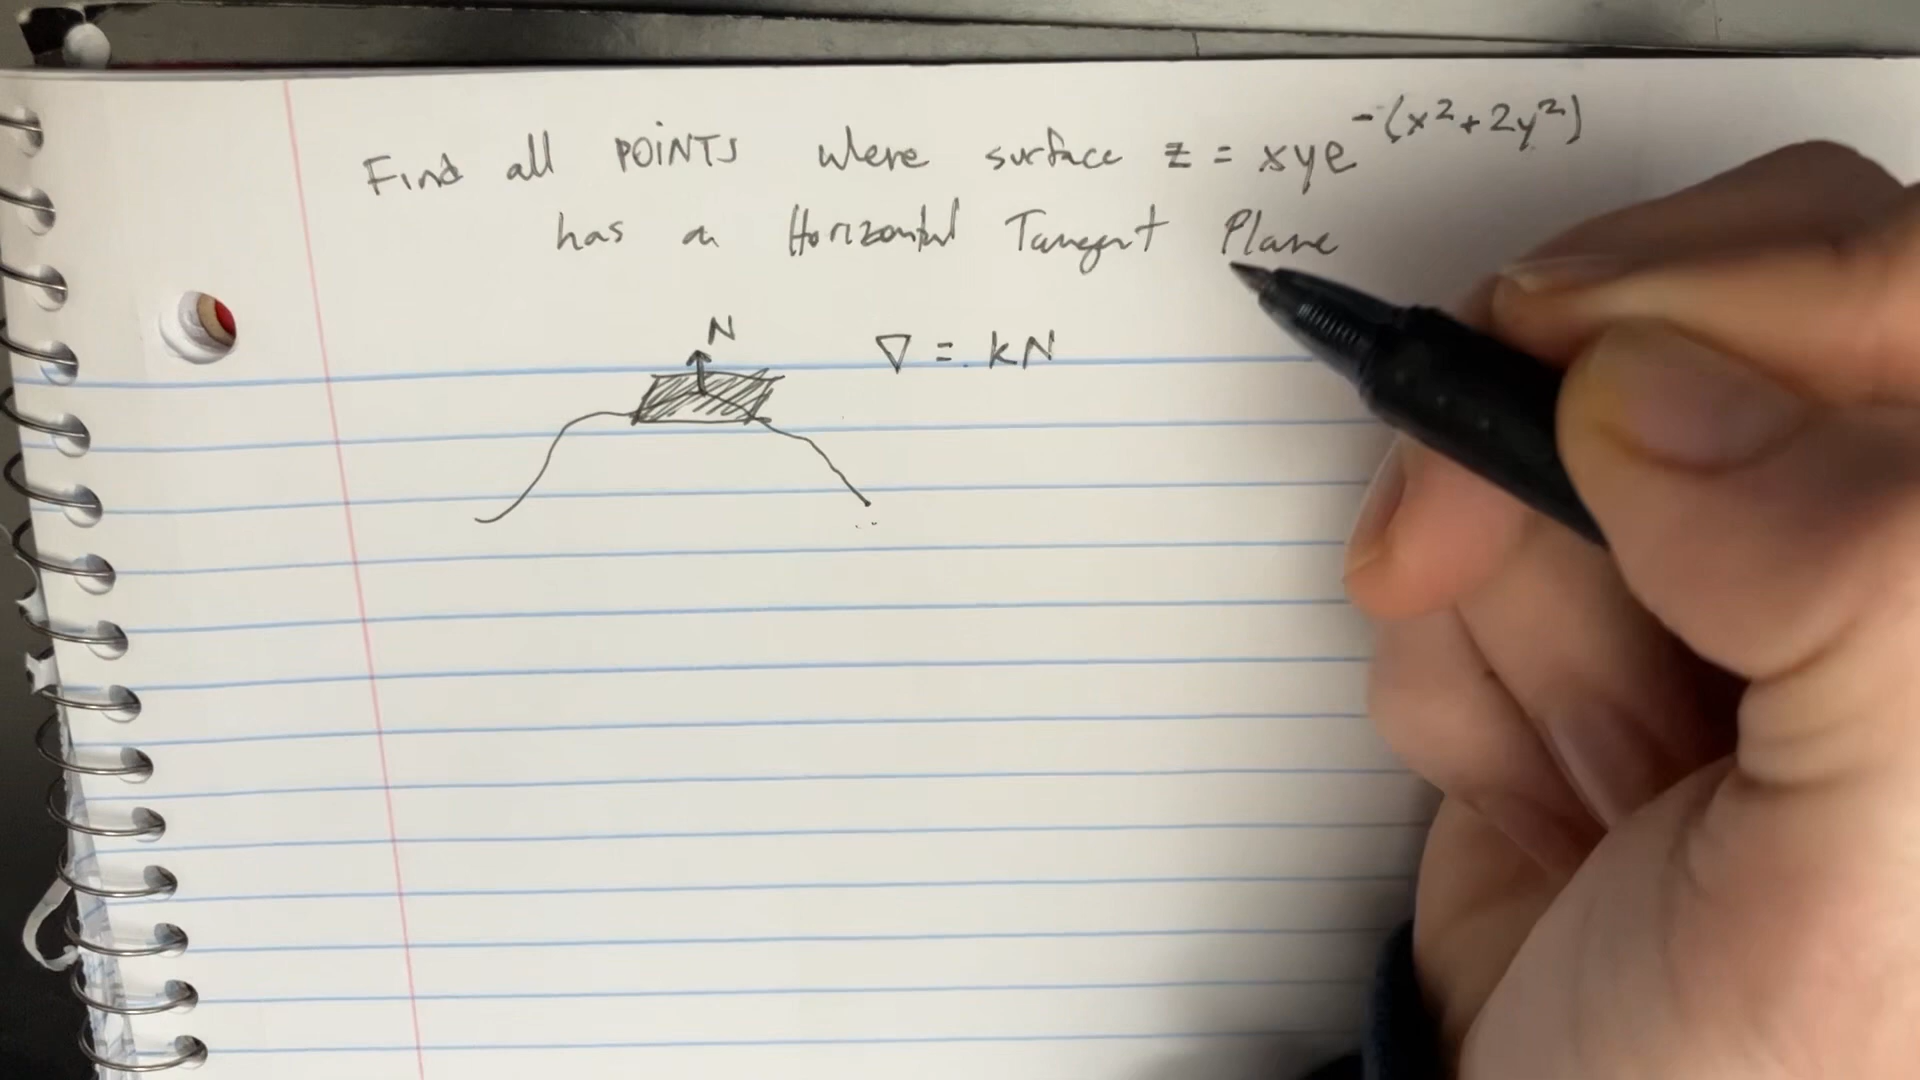 Find all POINTS where surface z = xye^-(x²+2y²)
has a Horizontal Tangent Plane
N
∇ = kN